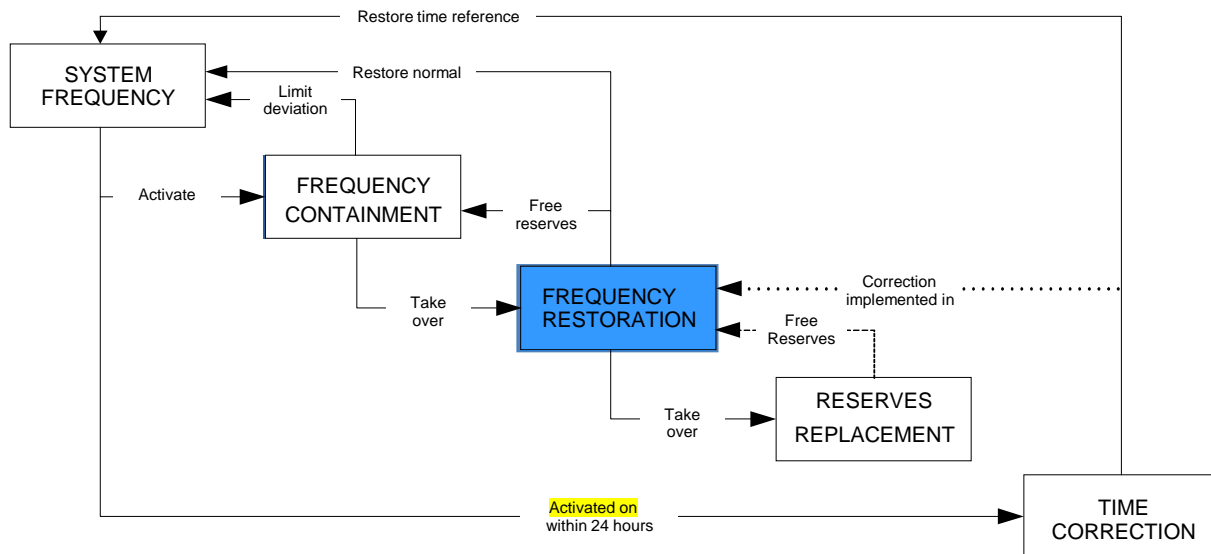 Restore time reference
SYSTEM
FREQUENCY
Restore normal
Limit
deviation
Activate
FREQUENCY
CONTAINMENT
Free
reserves
Take
over
FREQUENCY
RESTORATION
Correction
implemented in
Free
Reserves
Take
over
RESERVES
REPLACEMENT
Activated on
within 24 hours
TIME
CORRECTION